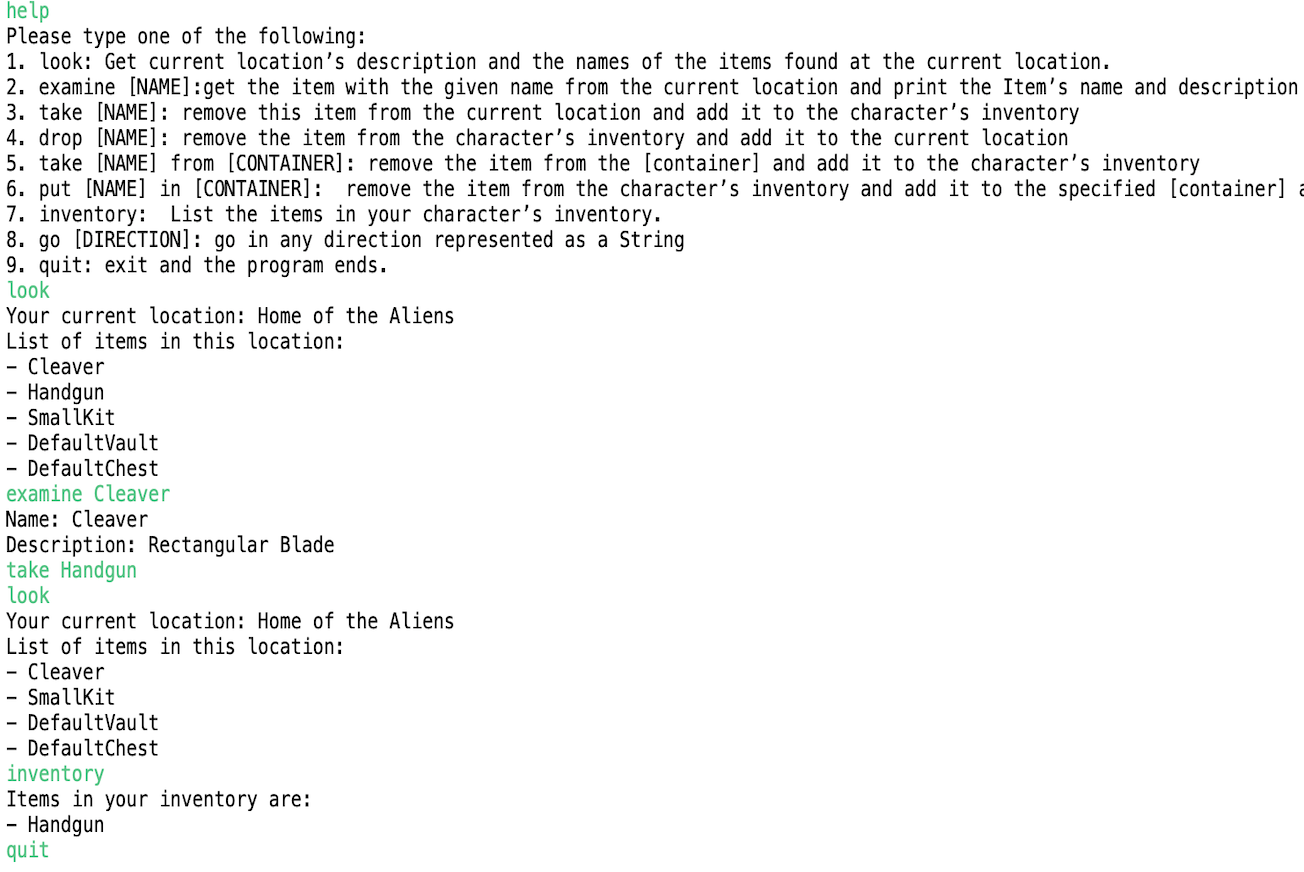 help
Please type one of the following:
1. look: Get current location’s description and the names of the items found at the current location.
2. examine [NAME]:get the item with the given name from the current location and print the Item’s name and description
3. take [NAME]: remove this item from the current location and add it to the character’s inventory
4. drop [NAME]: remove the item from the character’s inventory and add it to the current location
5. take [NAME] from [CONTAINER]: remove the item from the [container] and add it to the character’s inventory
6. put [NAME] in [CONTAINER]:  remove the item from the character’s inventory and add it to the specified [container]
7. inventory:  List the items in your character’s inventory.
8. go [DIRECTION]: go in any direction represented as a String
9. quit: exit and the program ends.
look
Your current location: Home of the Aliens
List of items in this location:
- Cleaver
- Handgun
- SmallKit
- DefaultVault
- DefaultChest
examine Cleaver
Name: Cleaver
Description: Rectangular Blade
take Handgun
look
Your current location: Home of the Aliens
List of items in this location:
- Cleaver
- SmallKit
- DefaultVault
- DefaultChest
inventory
Items in your inventory are:
- Handgun
quit